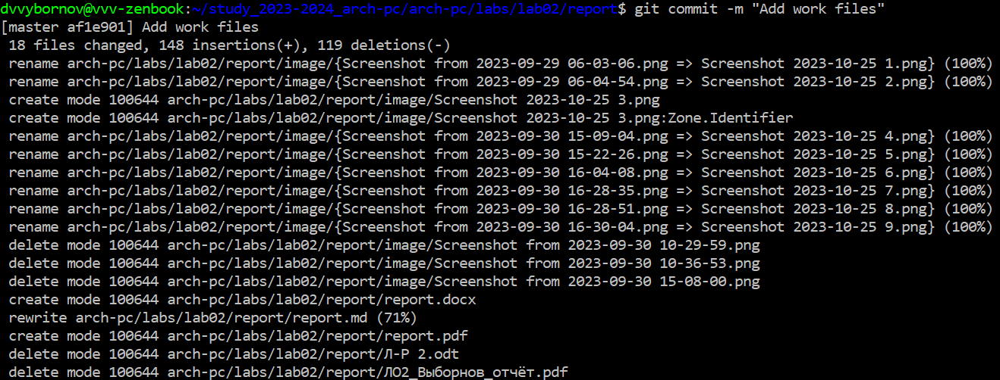 dvvybornov@vvv-zenbook:~/study_2023-2024_arch-pc/arch-pc/labs/lab02/report$ git commit -m "Add work files"
[master af1e901] Add work files
 18 files changed, 148 insertions(+), 119 deletions(-)
 rename arch-pc/labs/lab02/report/image/{Screenshot from 2023-09-29 06-03-06.png => Screenshot 2023-10-25 1.png} (100%)
 rename arch-pc/labs/lab02/report/image/{Screenshot from 2023-09-29 06-04-54.png => Screenshot 2023-10-25 2.png} (100%)
 create mode 100644 arch-pc/labs/lab02/report/image/Screenshot 2023-10-25 3.png
 create mode 100644 arch-pc/labs/lab02/report/image/Screenshot 2023-10-25 3.png:Zone.Identifier
 rename arch-pc/labs/lab02/report/image/{Screenshot from 2023-09-30 15-09-04.png => Screenshot 2023-10-25 4.png} (100%)
 rename arch-pc/labs/lab02/report/image/{Screenshot from 2023-09-30 15-22-26.png => Screenshot 2023-10-25 5.png} (100%)
 rename arch-pc/labs/lab02/report/image/{Screenshot from 2023-09-30 16-04-08.png => Screenshot 2023-10-25 6.png} (100%)
 rename arch-pc/labs/lab02/report/image/{Screenshot from 2023-09-30 16-28-35.png => Screenshot 2023-10-25 7.png} (100%)
 rename arch-pc/labs/lab02/report/image/{Screenshot from 2023-09-30 16-28-51.png => Screenshot 2023-10-25 8.png} (100%)
 rename arch-pc/labs/lab02/report/image/{Screenshot from 2023-09-30 16-30-04.png => Screenshot 2023-10-25 9.png} (100%)
 delete mode 100644 arch-pc/labs/lab02/report/image/Screenshot from 2023-09-30 10-29-59.png
 delete mode 100644 arch-pc/labs/lab02/report/image/Screenshot from 2023-09-30 10-36-53.png
 delete mode 100644 arch-pc/labs/lab02/report/image/Screenshot from 2023-09-30 15-08-00.png
 create mode 100644 arch-pc/labs/lab02/report/report.docx
 rewrite arch-pc/labs/lab02/report/report.md (71%)
 create mode 100644 arch-pc/labs/lab02/report/report.pdf
 delete mode 100644 arch-pc/labs/lab02/report/Л-Р 2.odt
 delete mode 100644 arch-pc/labs/lab02/report/ЛО2_Выборнов_отчёт.pdf